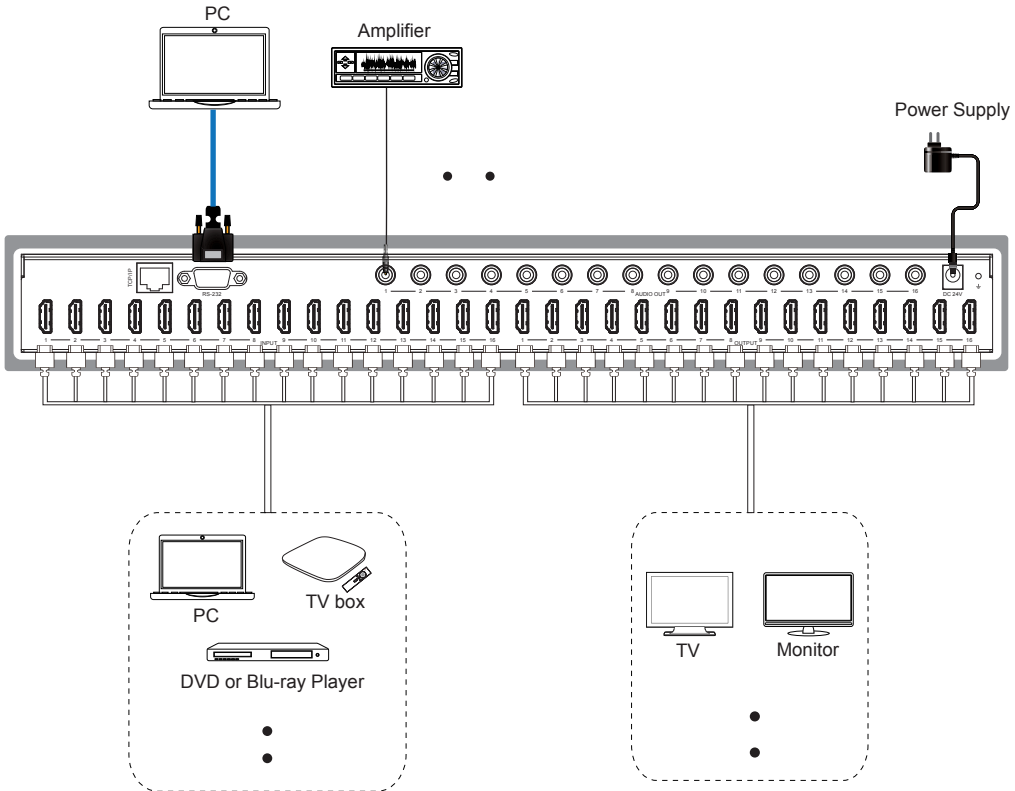 PC
Amplifier
Power Supply
TCP/IP
RS-232
1 2 3 4 5 6 7 8 AUDIO OUT 9 10 11 12 13 14 15 16
DC 24V
1 2 3 4 5 6 7 8 INPUT 9 10 11 12 13 14 15 16
1 2 3 4 5 6 7 8 OUTPUT 9 10 11 12 13 14 15 16
PC
TV box
DVD or Blu-ray Player
TV
Monitor